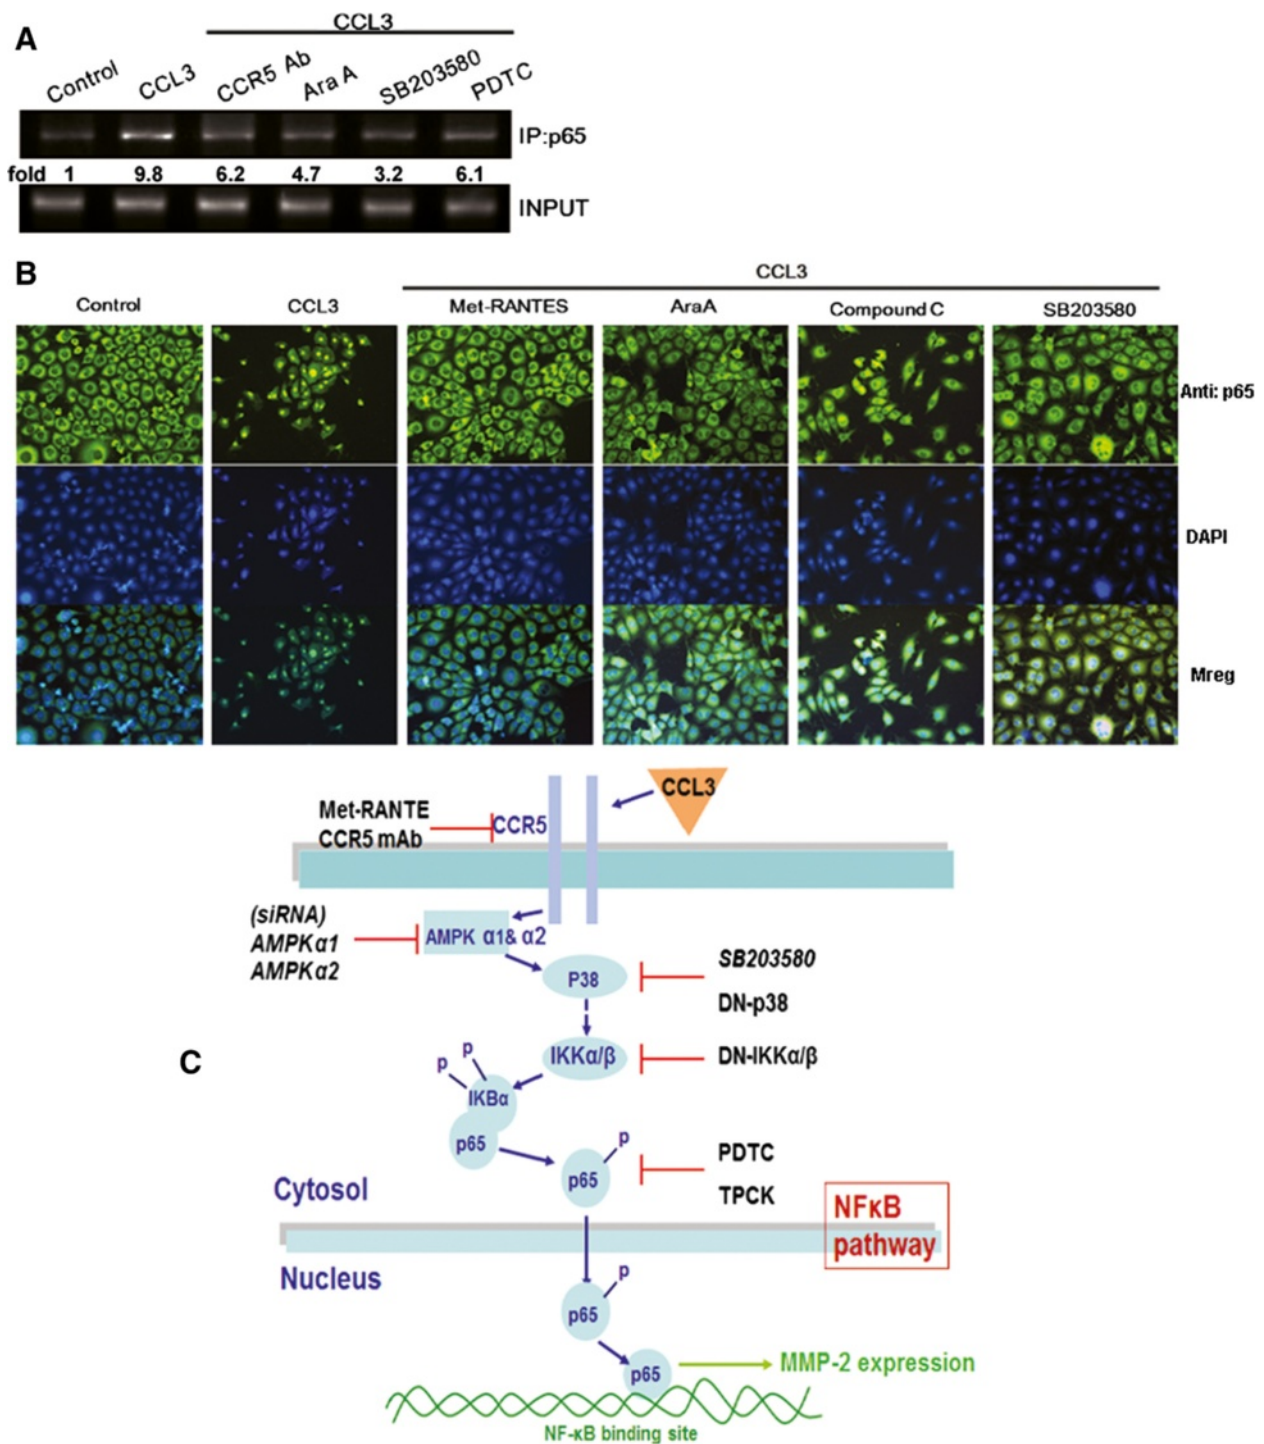 A
CCL3
Control CCL3 CCR5 Ab Ara A SB203580 PDTC
IP:p65
fold 1 9.8 6.2 4.7 3.2 6.1
INPUT
B
CCL3
Control CCL3 Met-RANTES AraA Compound C SB203580
Anti: p65
DAPI
Mreg
CCL3
Met-RANTE
CCR5 mAb
CCR5
(siRNA)
AMPKα1
AMPKα2
AMPK α1& α2
P38
SB203580
DN-p38
C
IKKα/β
DN-IKKα/β
p
p
IKBα
p65
p
p65
PDTC
TPCK
Cytosol
NFκB
pathway
Nucleus
p
p65
p65
MMP-2 expression
NF-κB binding site